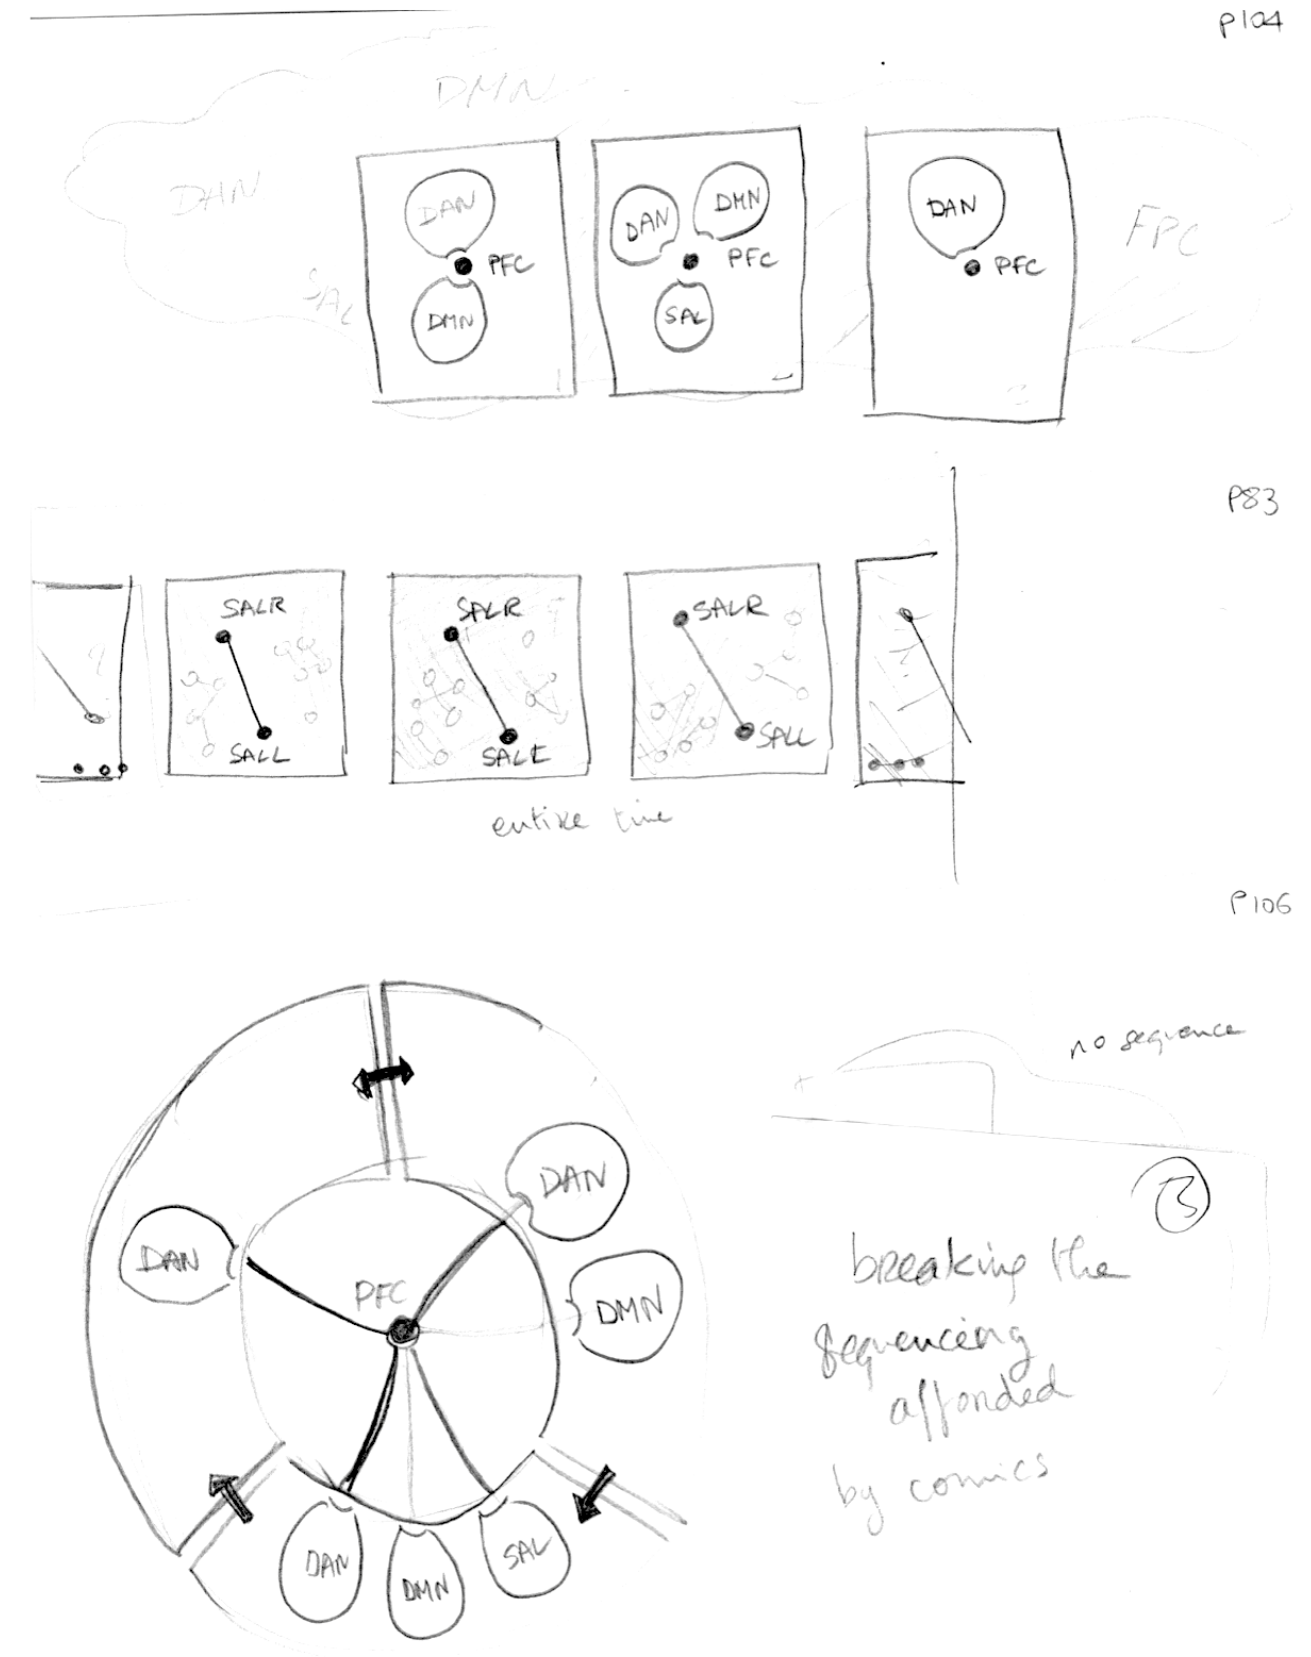 P104
DMN
DAN
SAL
FPC
DAN
PFC
DMN
1
DAN
DMN
PFC
SAL
2
DAN
PFC
3
P83
SALR
SALL
SALR
SALL
SALR
SALL
entire time
P106
no sequence
DAN
DAN
PFC
DMN
DAN
DMN
SAL
B
breaking the
sequencing
afforded
by comics